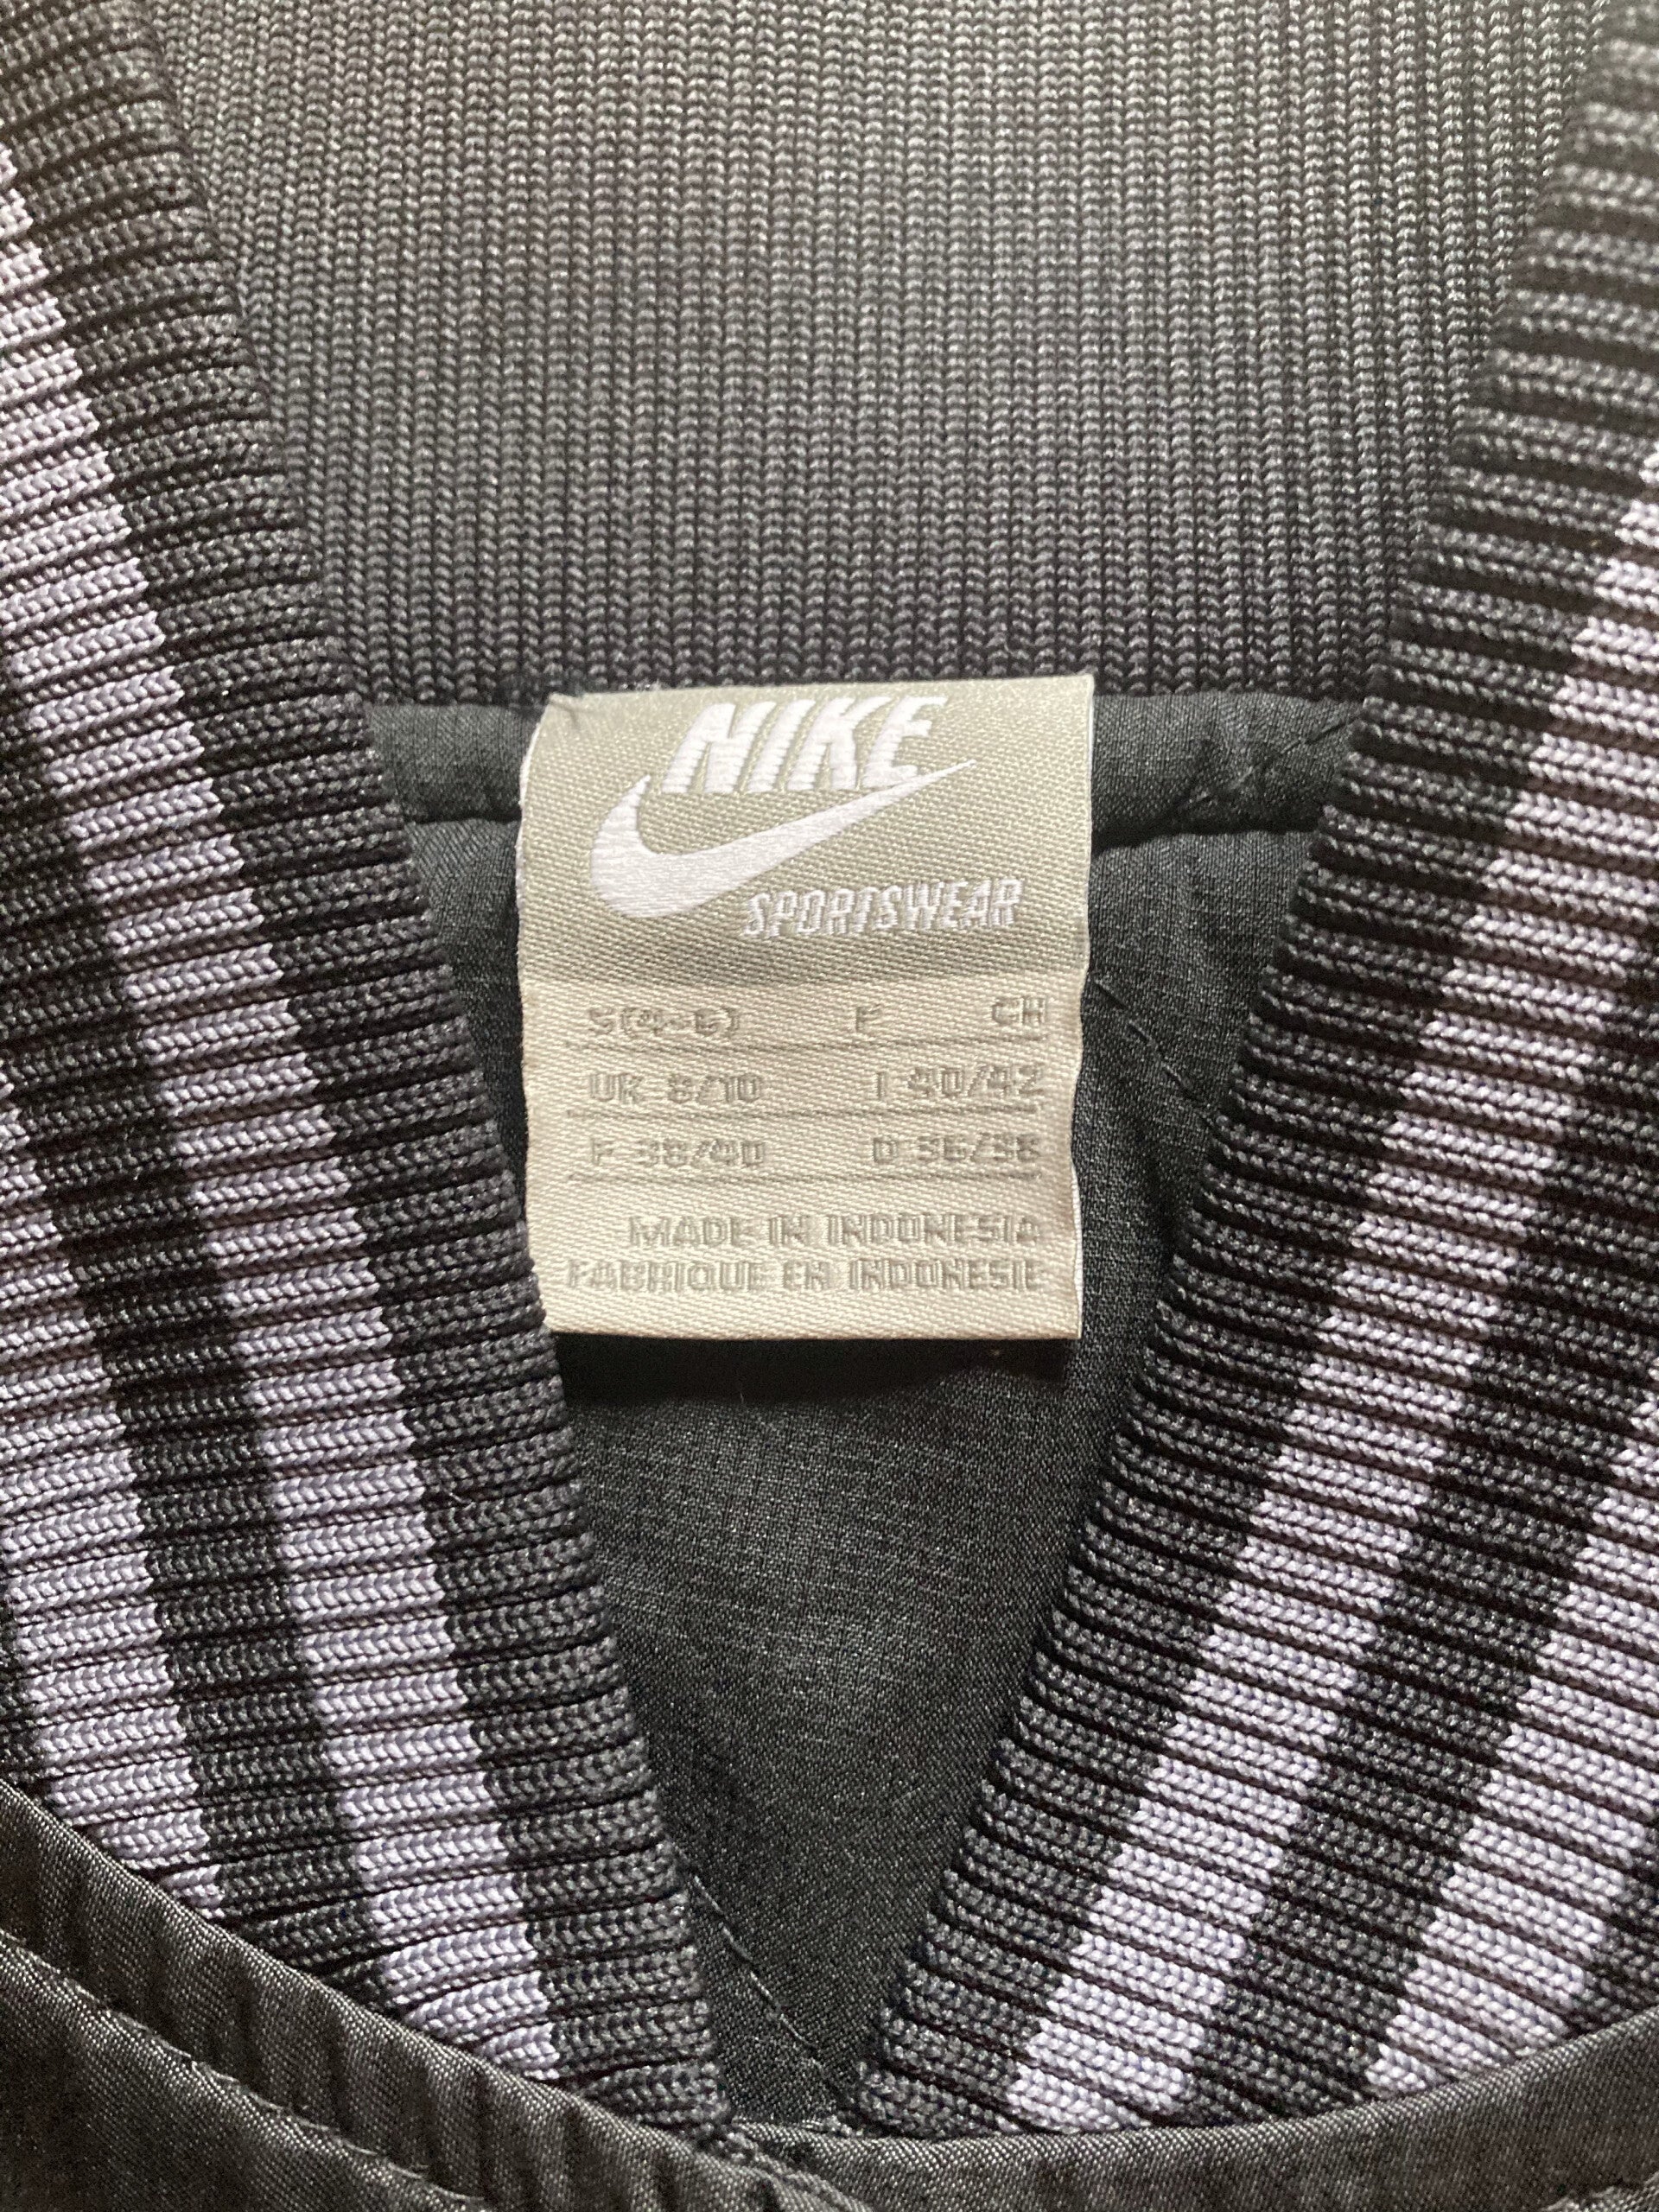 NIKE
SPORTSWEAR
S(4-6) P CH
UK 8/10 I 40/42
F 38/40 D 36/38
MADE IN INDONESIA
FABRIQUE EN INDONESIE